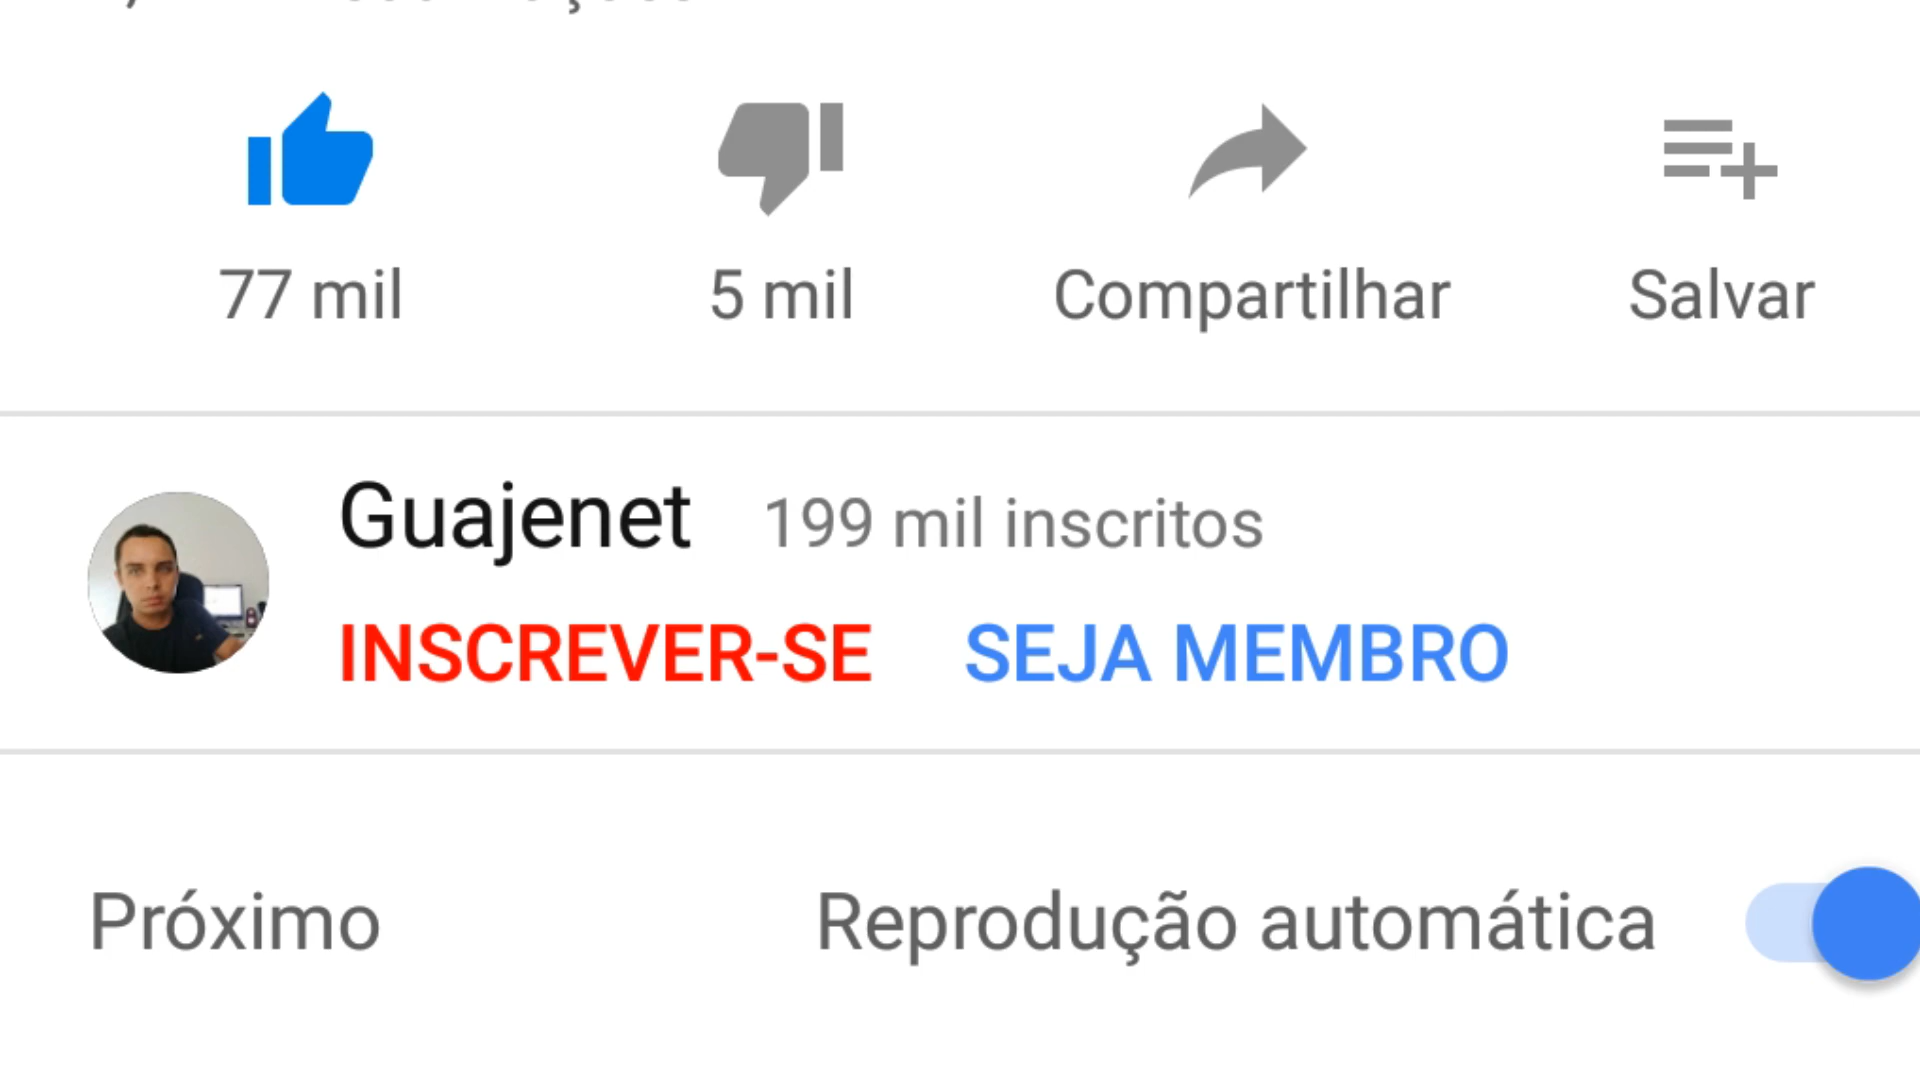 77 mil
5 mil
Compartilhar
Salvar
Guajenet 199 mil inscritos
INSCREVER-SE SEJA MEMBRO
Próximo Reprodução automática